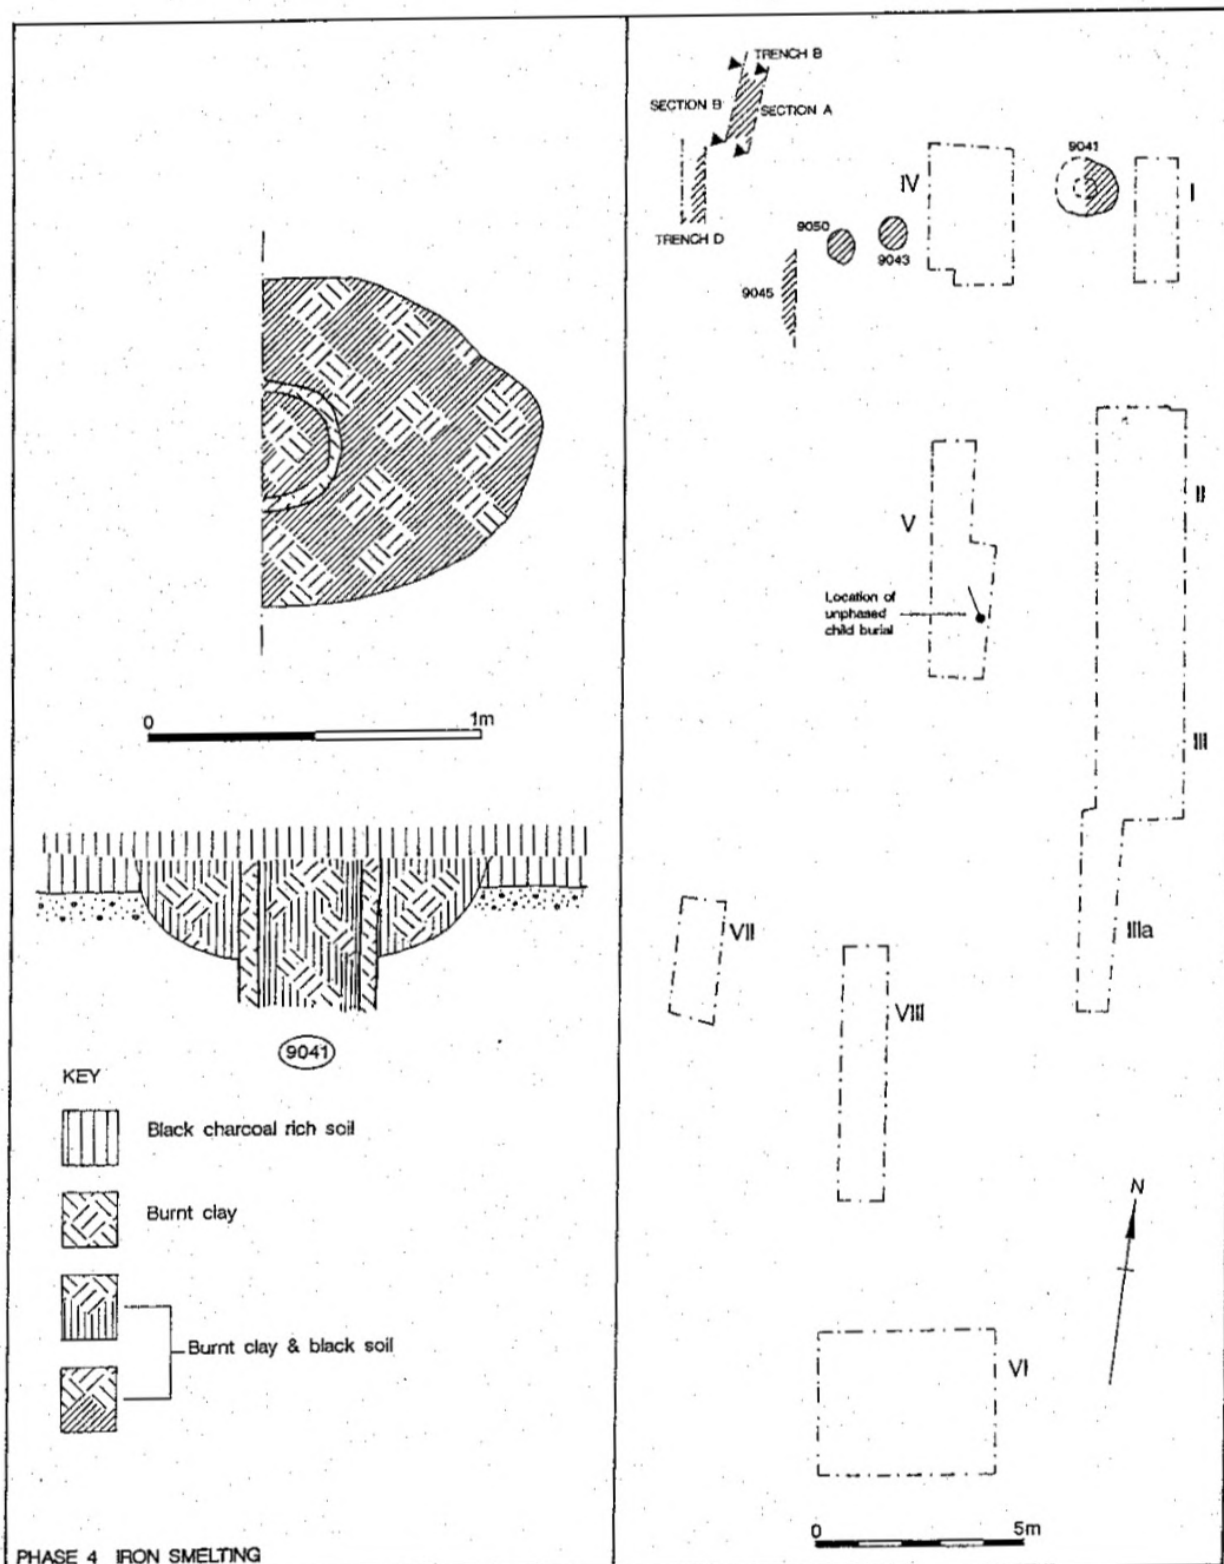 0 1m
9041
KEY
Black charcoal rich soil
Burnt clay
Burnt clay & black soil
PHASE 4 IRON SMELTING
TRENCH B
SECTION B
SECTION A
TRENCH D
9041
IV
I
9050
9043
9045
II
V
Location of
unphased
child burial
III
VII
IIIa
VIII
N
VI
0 5m